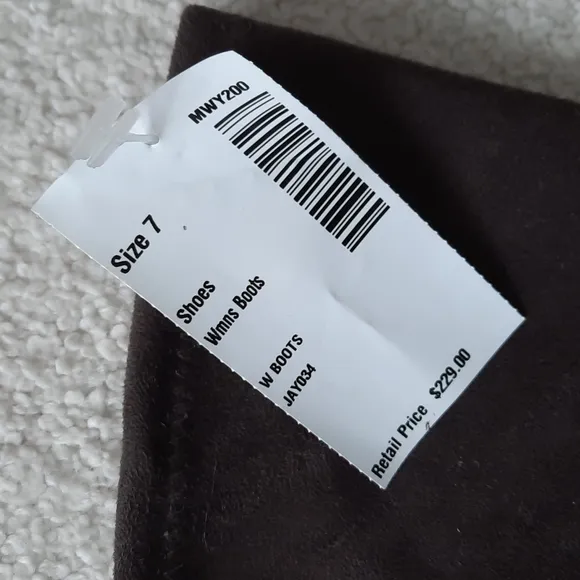 MWY200
Size 7
Shoes
Wmns Boots
W BOOTS
JAY034
Retail Price $229.00